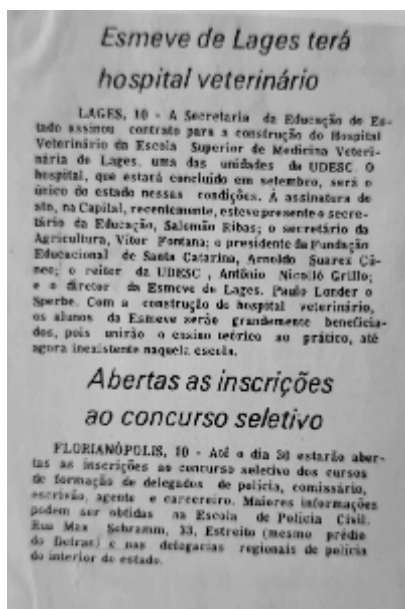 Esmeve de Lages terá
hospital veterinário
LAGES, 10 - A Secretaria da Educação do Es-
tado assinou contrato para a construção do Hospital
Veterinário da Escola Superior de Medicina Veteri-
nária de Lages, uma das unidades da UDESC. O
hospital, que estará concluído em setembro, será o
único do estado nessas condições. À assinatura do
ato, na Capital, recentemente, esteve presente o secre-
tário da Educação, Salomão Ribas; o secretário da
Agricultura, Vitor Fontana; o presidente da Fundação
Educacional de Santa Catarina, Arnoldo Suarez
o reitor da UDESC, Antônio Grillo;
e o diretor da Esmeve de Lages, Paulo
Com a construção do hospital veterinário,
os alunos da Esmeve serão grandemente beneficia-
dos, pois unirão o ensino teórico ao prático, até
agora inexistente naquela escola.
Abertas as inscrições
ao concurso seletivo
FLORIANÓPOLIS, 10 - Até o dia 30 estarão aber-
tas as inscrições ao concurso seletivo dos cursos
de formação de delegados de polícia, comissário,
escrivão, agente e carcereiro. Maiores informações
podem ser obtidas na Escola de Polícia Civil,
Rua Max Schramm, 33, Estreito (mesmo prédio
do Detran) e nas delegacias regionais de polícia
do interior do estado.